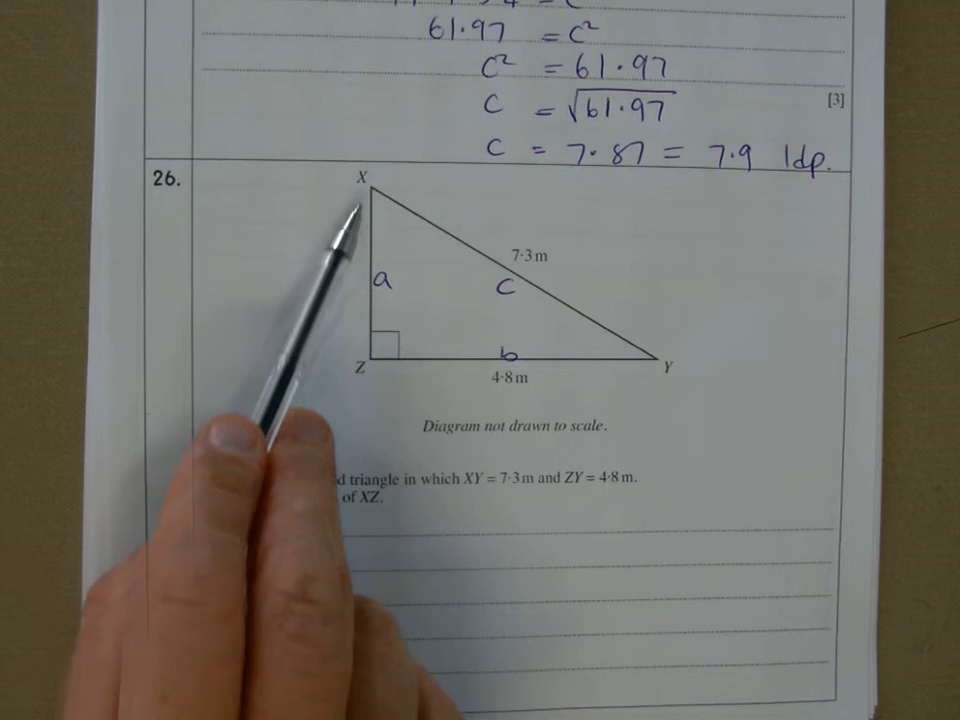 61.97 = c²
c² = 61.97
c = √61.97
[3]
c = 7.87 = 7.9 1dp.
26.
X
7·3 m
a
c
b
Z
Y
4·8 m
Diagram not drawn to scale.
triangle in which XY = 7·3 m and ZY = 4·8 m.
of XZ.